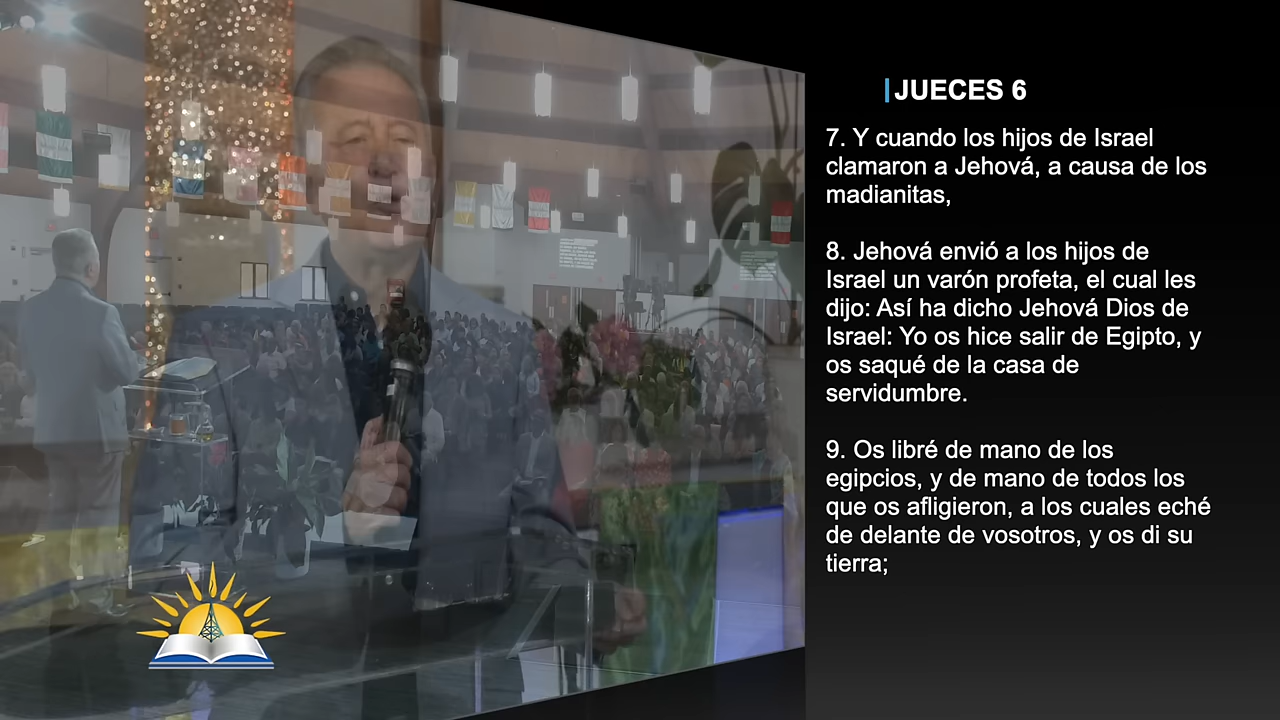 JUECES 6
7. Y cuando los hijos de Israel
clamaron a Jehová, a causa de los
madianitas,
8. Jehová envió a los hijos de
Israel un varón profeta, el cual les
dijo: Así ha dicho Jehová Dios de
Israel: Yo os hice salir de Egipto, y
os saqué de la casa de
servidumbre.
9. Os libré de mano de los
egipcios, y de mano de todos los
que os afligieron, a los cuales eché
de delante de vosotros, y os di su
tierra;